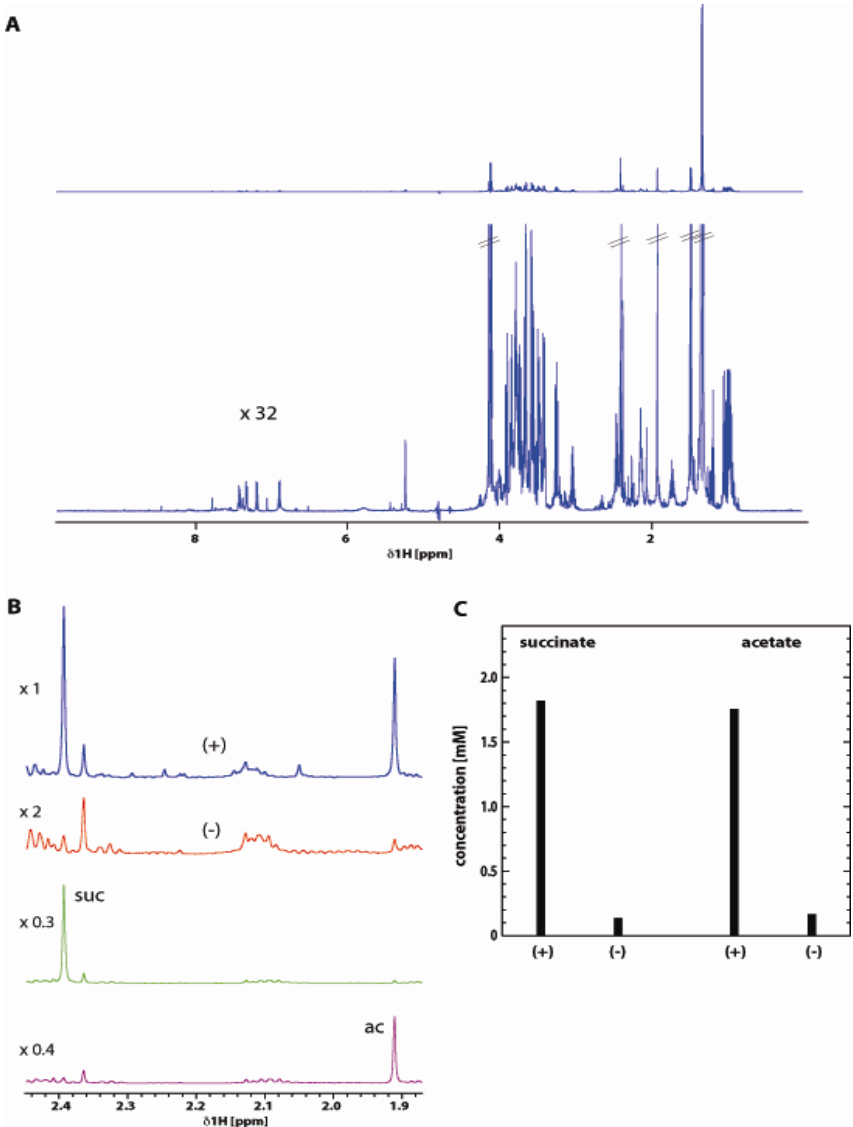 A
x 32
8 6 4 2
δ1H [ppm]
B
x 1
(+)
x 2
(-)
suc
x 0.3
ac
x 0.4
2.4 2.3 2.2 2.1 2.0 1.9
δ1H [ppm]
C
succinate acetate
2.0
1.5
1.0
0.5
0
concentration [mM]
(+) (-) (+) (-)